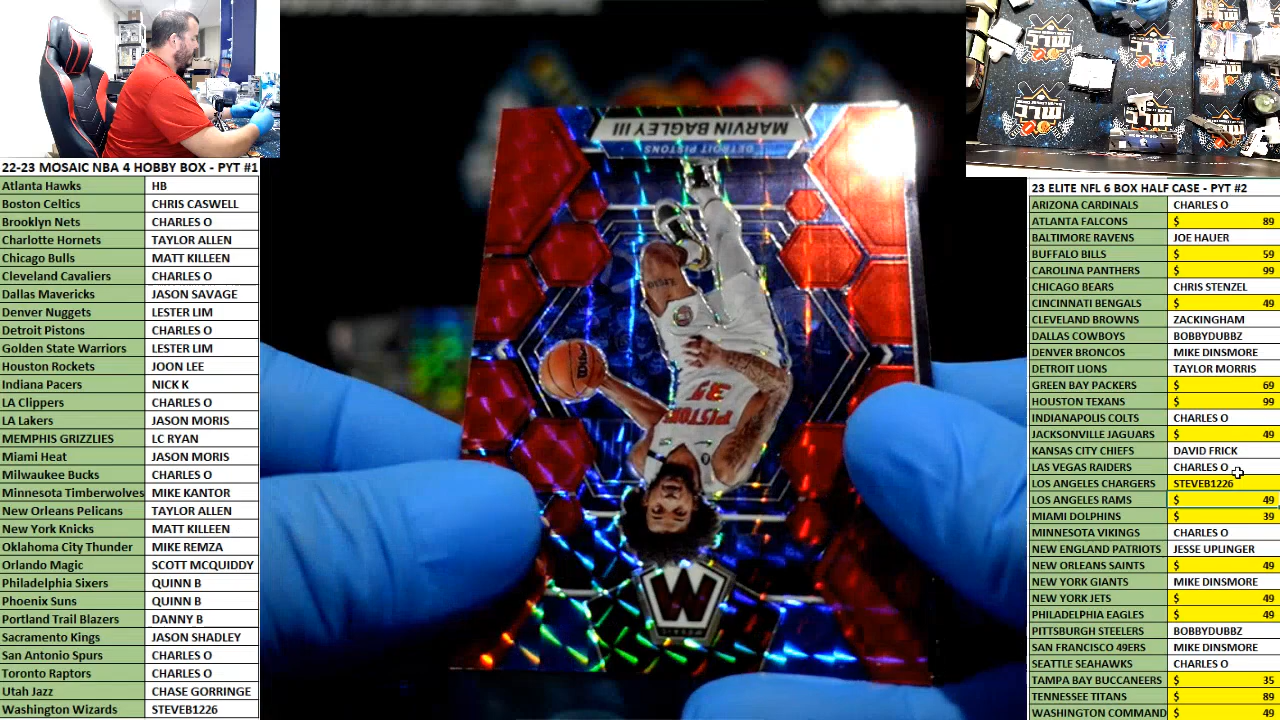 22-23 MOSAIC NBA 4 HOBBY BOX - PYT #1
Atlanta Hawks HB
Boston Celtics CHRIS CASWELL
Brooklyn Nets CHARLES O
Charlotte Hornets TAYLOR ALLEN
Chicago Bulls MATT KILLEEN
Cleveland Cavaliers CHARLES O
Dallas Mavericks JASON SAVAGE
Denver Nuggets LESTER LIM
Detroit Pistons CHARLES O
Golden State Warriors LESTER LIM
Houston Rockets JOON LEE
Indiana Pacers NICK K
LA Clippers CHARLES O
LA Lakers JASON MORIS
MEMPHIS GRIZZLIES LC RYAN
Miami Heat JASON MORIS
Milwaukee Bucks CHARLES O
Minnesota Timberwolves MIKE KANTOR
New Orleans Pelicans TAYLOR ALLEN
New York Knicks MATT KILLEEN
Oklahoma City Thunder MIKE REMZA
Orlando Magic SCOTT MCQUIDDY
Philadelphia Sixers QUINN B
Phoenix Suns QUINN B
Portland Trail Blazers DANNY B
Sacramento Kings JASON SHADLEY
San Antonio Spurs CHARLES O
Toronto Raptors CHARLES O
Utah Jazz CHASE GORRINGE
Washington Wizards STEVEB1226
MARVIN BAGLEY III
DETROIT PISTONS
Wilson
35
PISTONS
MLC
MLC
MLC
23 ELITE NFL 6 BOX HALF CASE - PYT #2
ARIZONA CARDINALS CHARLES O
ATLANTA FALCONS $ 89
BALTIMORE RAVENS JOE HAUER
BUFFALO BILLS $ 59
CAROLINA PANTHERS $ 99
CHICAGO BEARS CHRIS STENZEL
CINCINNATI BENGALS $ 49
CLEVELAND BROWNS ZACKINGHAM
DALLAS COWBOYS BOBBYDUBBZ
DENVER BRONCOS MIKE DINSMORE
DETROIT LIONS TAYLOR MORRIS
GREEN BAY PACKERS $ 69
HOUSTON TEXANS $ 99
INDIANAPOLIS COLTS CHARLES O
JACKSONVILLE JAGUARS $ 49
KANSAS CITY CHIEFS DAVID FRICK
LAS VEGAS RAIDERS CHARLES O
LOS ANGELES CHARGERS STEVEB1226
LOS ANGELES RAMS $ 49
MIAMI DOLPHINS $ 39
MINNESOTA VIKINGS CHARLES O
NEW ENGLAND PATRIOTS JESSE UPLINGER
NEW ORLEANS SAINTS $ 49
NEW YORK GIANTS MIKE DINSMORE
NEW YORK JETS $ 49
PHILADELPHIA EAGLES $ 49
PITTSBURGH STEELERS BOBBYDUBBZ
SAN FRANCISCO 49ERS MIKE DINSMORE
SEATTLE SEAHAWKS CHARLES O
TAMPA BAY BUCCANEERS $ 35
TENNESSEE TITANS $ 89
WASHINGTON COMMAND $ 49